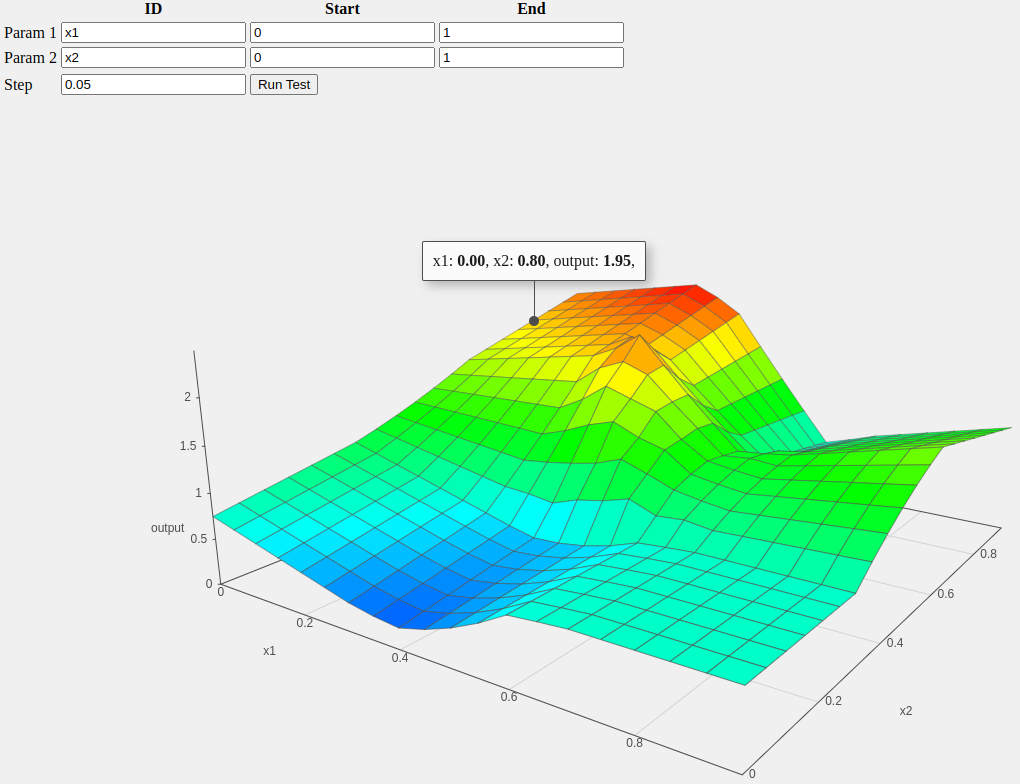 ID Start End
Param 1 x1 0 1
Param 2 x2 0 1
Step 0.05 Run Test
x1: 0.00, x2: 0.80, output: 1.95,
2
1.5
1
0.5
0
output
0
0.2
0.4
0.6
0.8
x1
0
0.2
0.4
0.6
0.8
x2